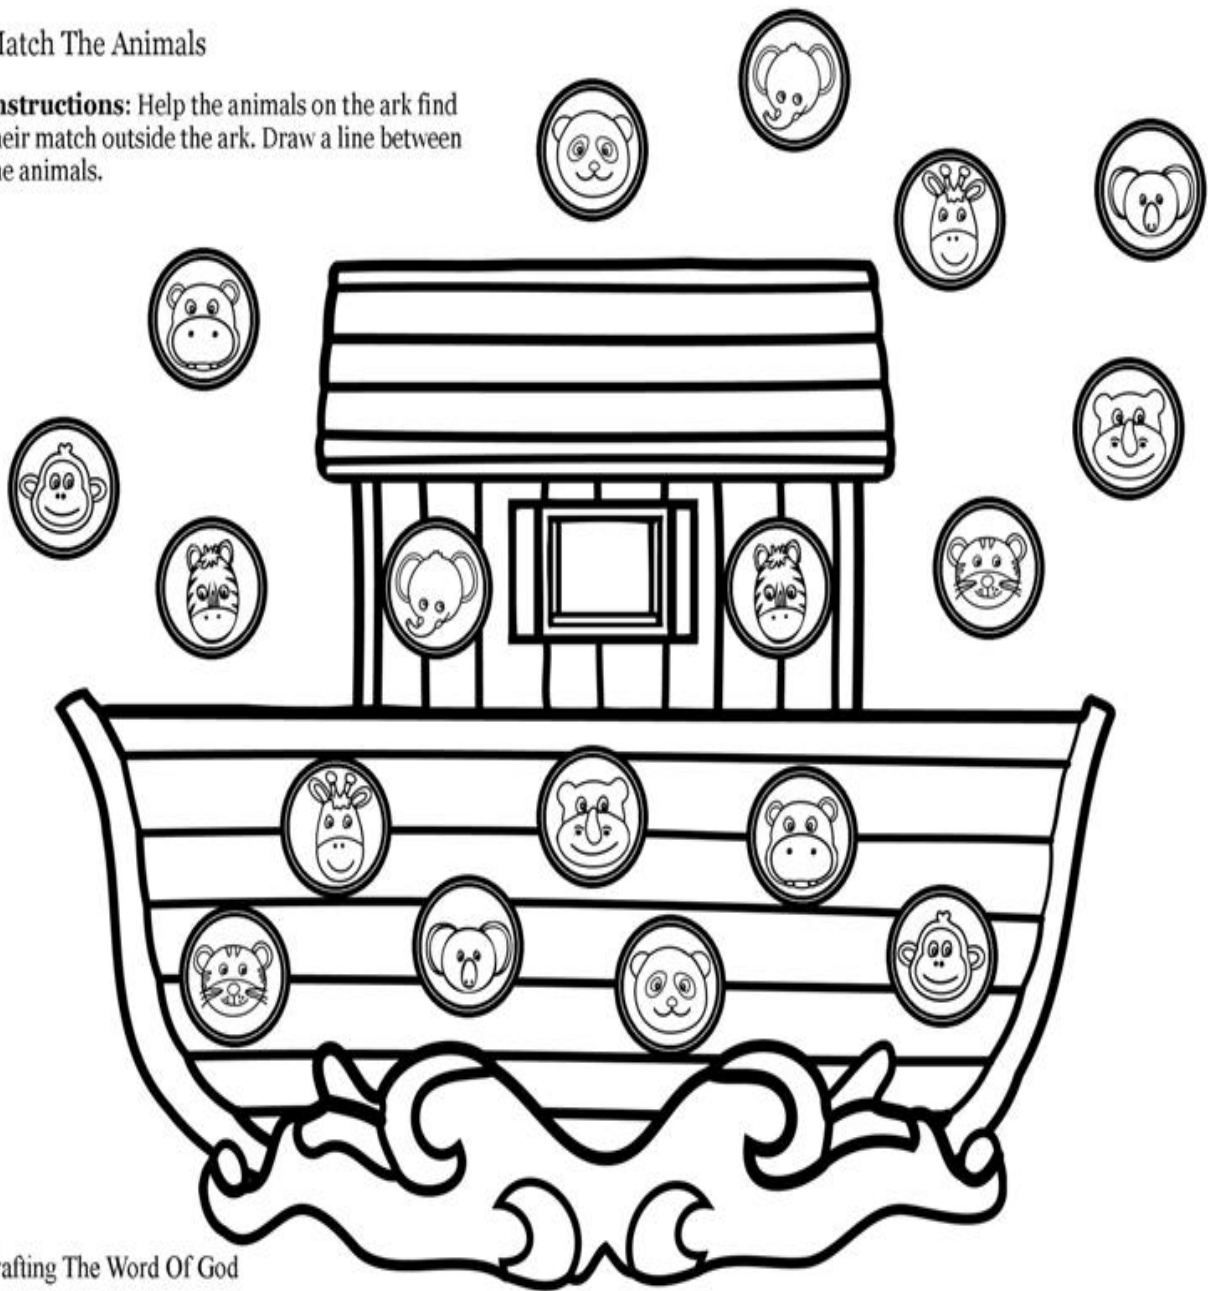 Match The Animals
Instructions: Help the animals on the ark find
their match outside the ark. Draw a line between
the animals.
Crafting The Word Of God